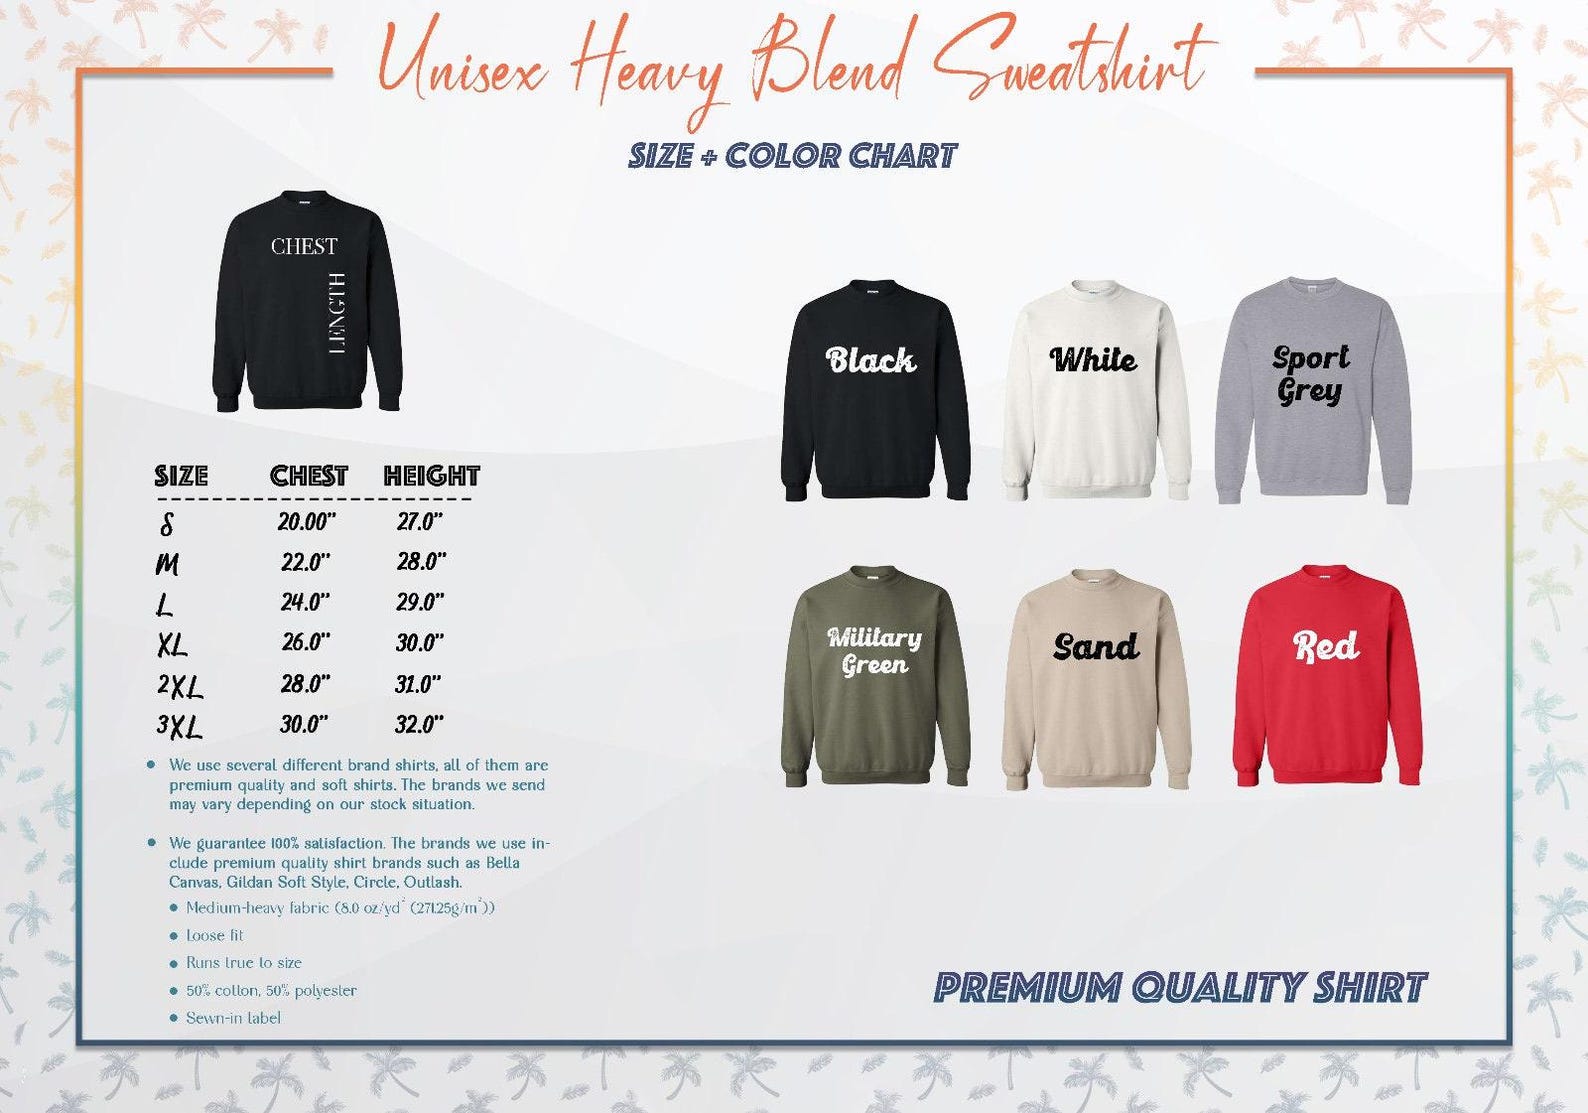 Unisex Heavy Blend Sweatshirt
SIZE + COLOR CHART
CHEST
LENGTH
Black
White
Sport
Grey
Military
Green
Sand
Red
SIZE CHEST HEIGHT
S 20.00" 27.0"
M 22.0" 28.0"
L 24.0" 29.0"
XL 26.0" 30.0"
2XL 28.0" 31.0"
3XL 30.0" 32.0"
• We use several different brand shirts, all of them are
premium quality and soft shirts. The brands we send
may vary depending on our stock situation.
• We guarantee 100% satisfaction. The brands we use in-
clude premium quality shirt brands such as Bella
Canvas, Gildan Soft Style, Circle, Outlash.
• Medium-heavy fabric (8.0 oz/yd² (271.25g/m²))
• Loose fit
• Runs true to size
• 50% cotton, 50% polyester
• Sewn-in label
PREMIUM QUALITY SHIRT